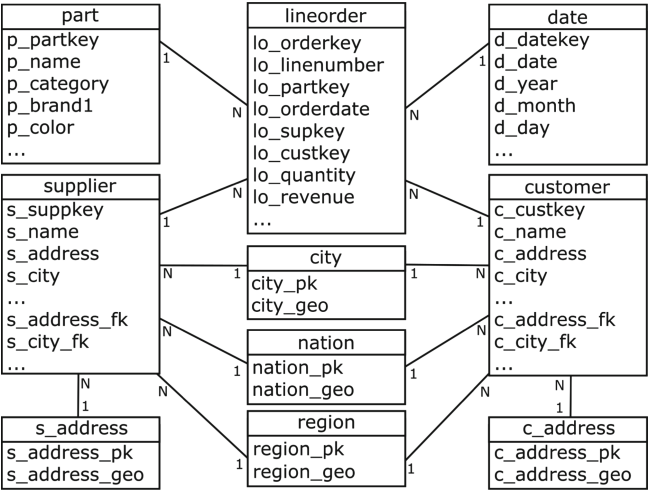 part
p_partkey
p_name
p_category
p_brand1
p_color
...
lineorder
lo_orderkey
lo_linenumber
lo_partkey
lo_orderdate
lo_supkey
lo_custkey
lo_quantity
lo_revenue
...
date
d_datekey
d_date
d_year
d_month
d_day
...
1
N
1
N
supplier
s_suppkey
s_name
s_address
s_city
...
s_address_fk
s_city_fk
...
1
N
N
1
customer
c_custkey
c_name
c_address
c_city
...
c_address_fk
c_city_fk
...
city
city_pk
city_geo
N
1
1
N
nation
nation_pk
nation_geo
N
1
1
N
region
region_pk
region_geo
N
1
1
N
N
1
s_address
s_address_pk
s_address_geo
N
1
c_address
c_address_pk
c_address_geo